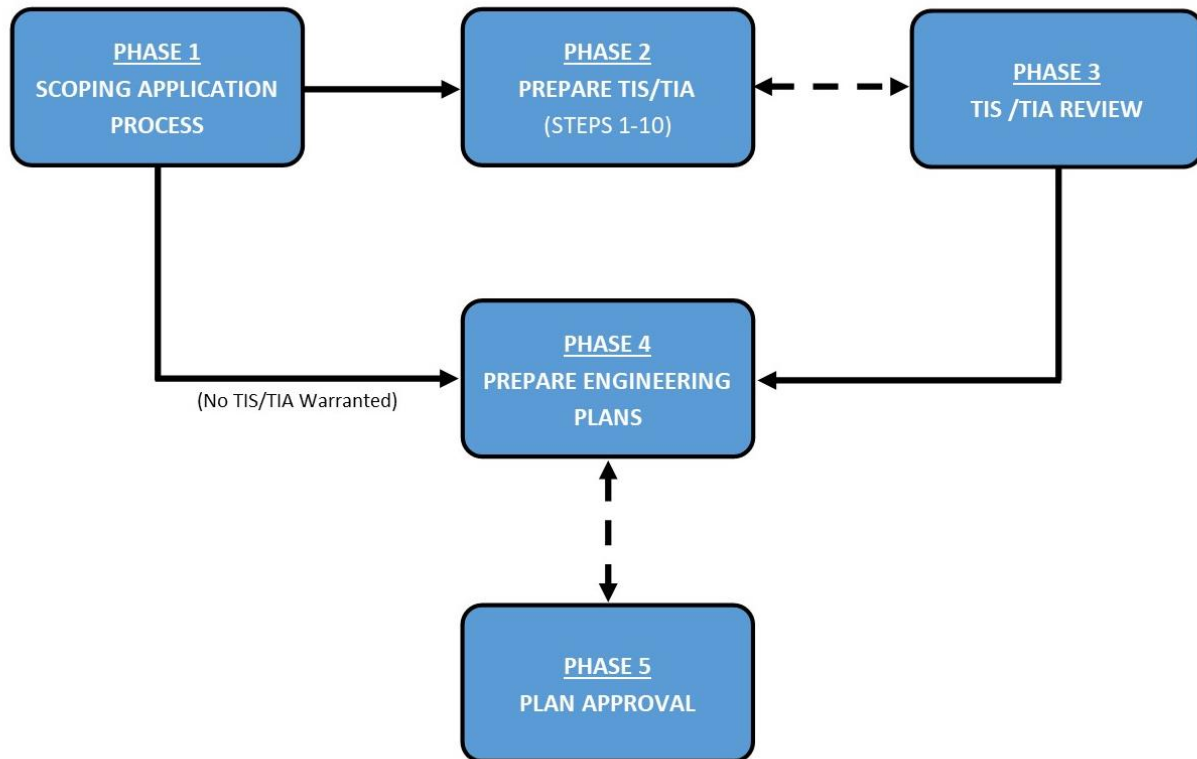 PHASE 1
SCOPING APPLICATION
PROCESS
PHASE 2
PREPARE TIS/TIA
(STEPS 1-10)
PHASE 3
TIS /TIA REVIEW
PHASE 4
PREPARE ENGINEERING
PLANS
(No TIS/TIA Warranted)
PHASE 5
PLAN APPROVAL